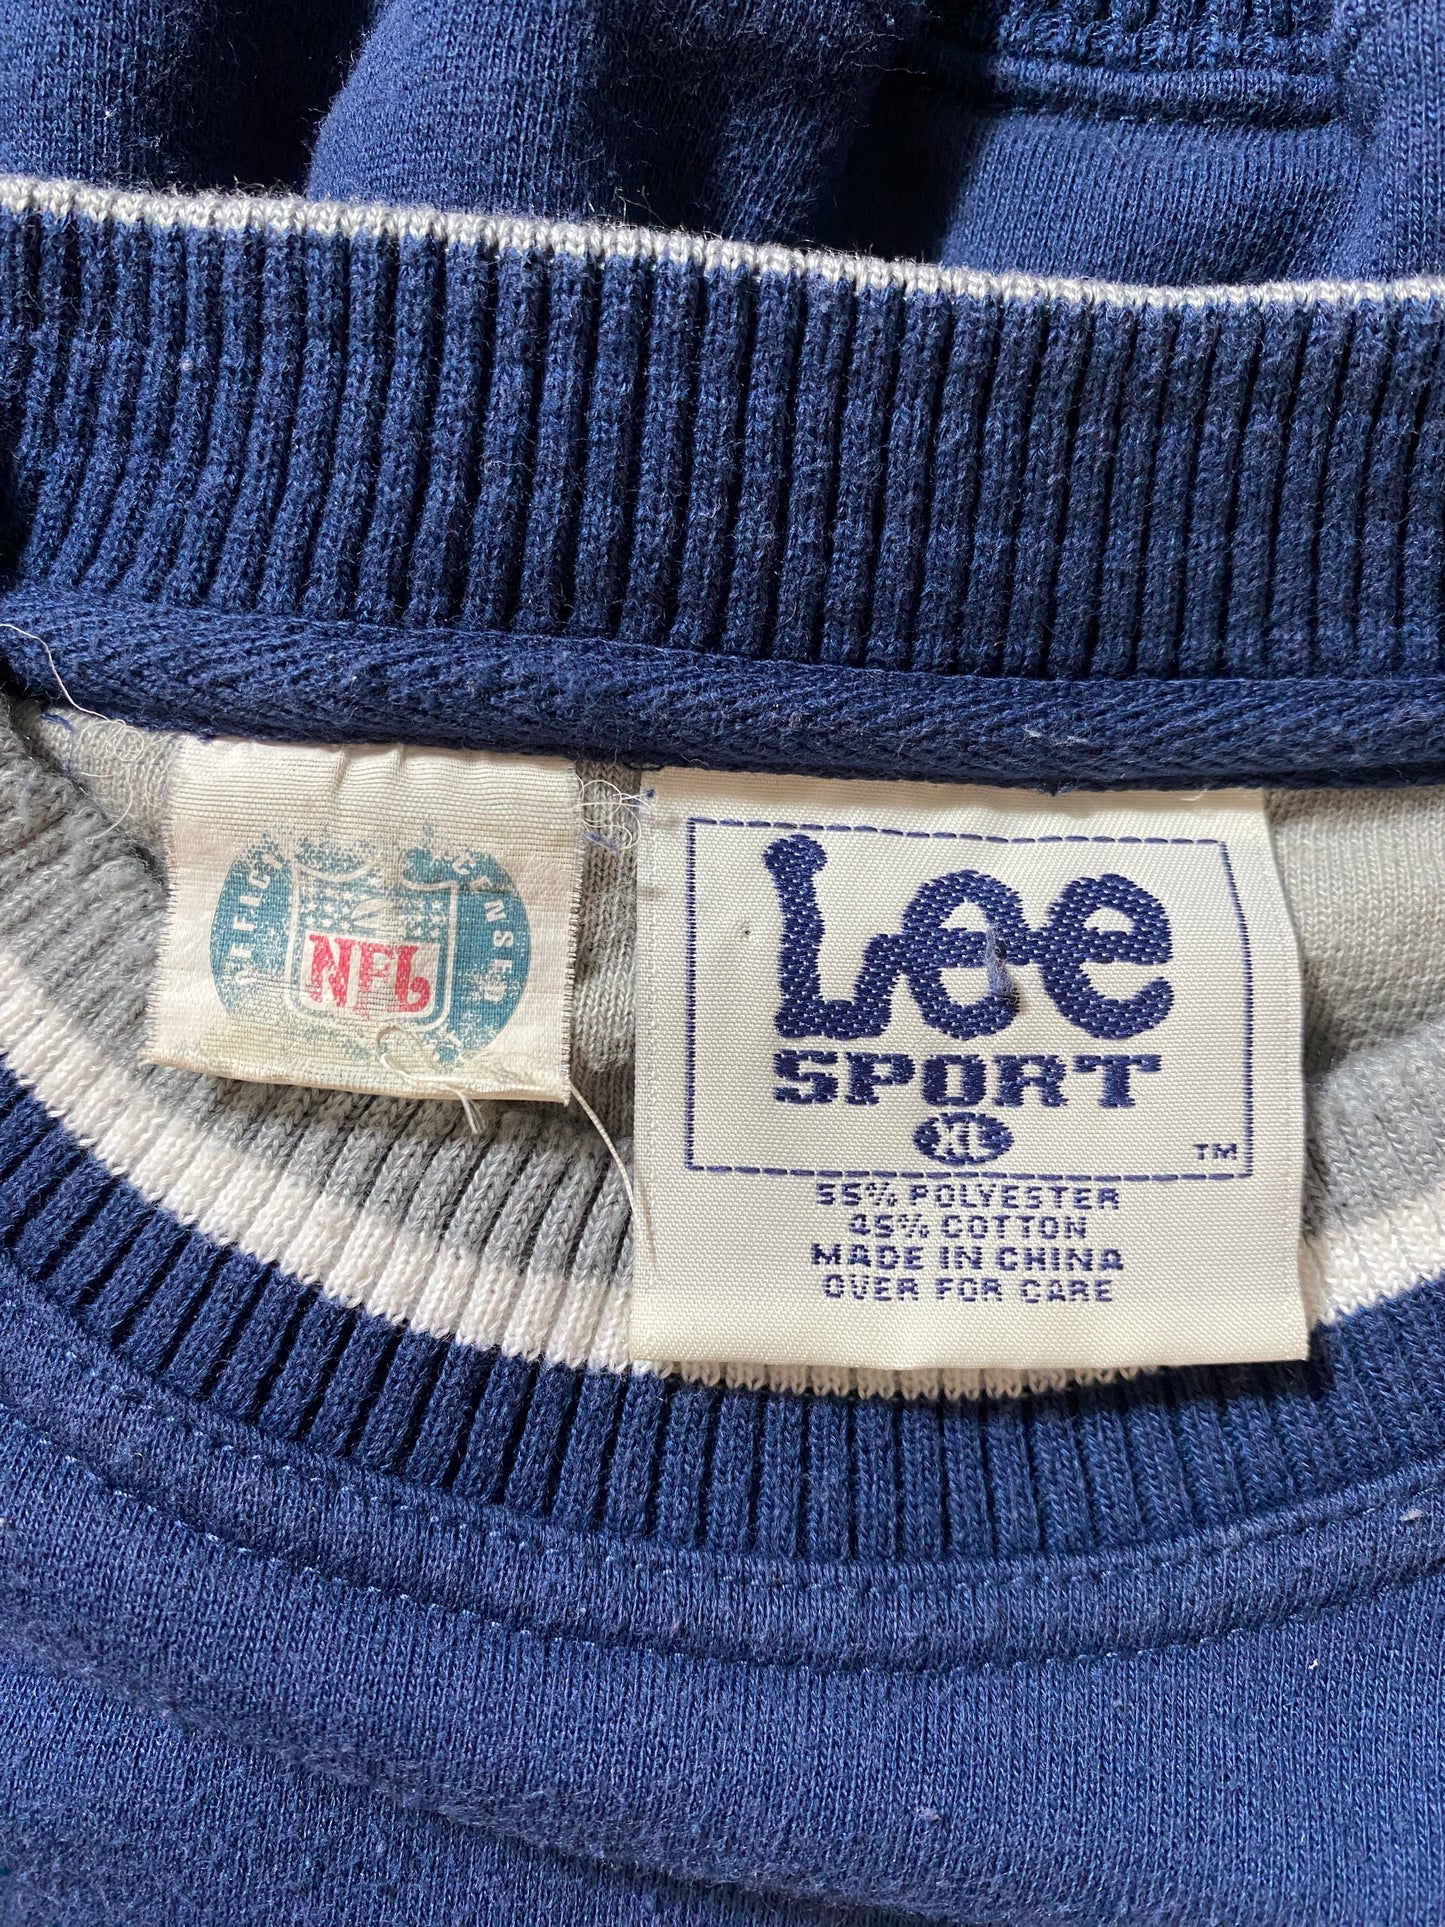 NFL
Lee
SPORT
XL
TM
55% POLYESTER
45% COTTON
MADE IN CHINA
OVER FOR CARE